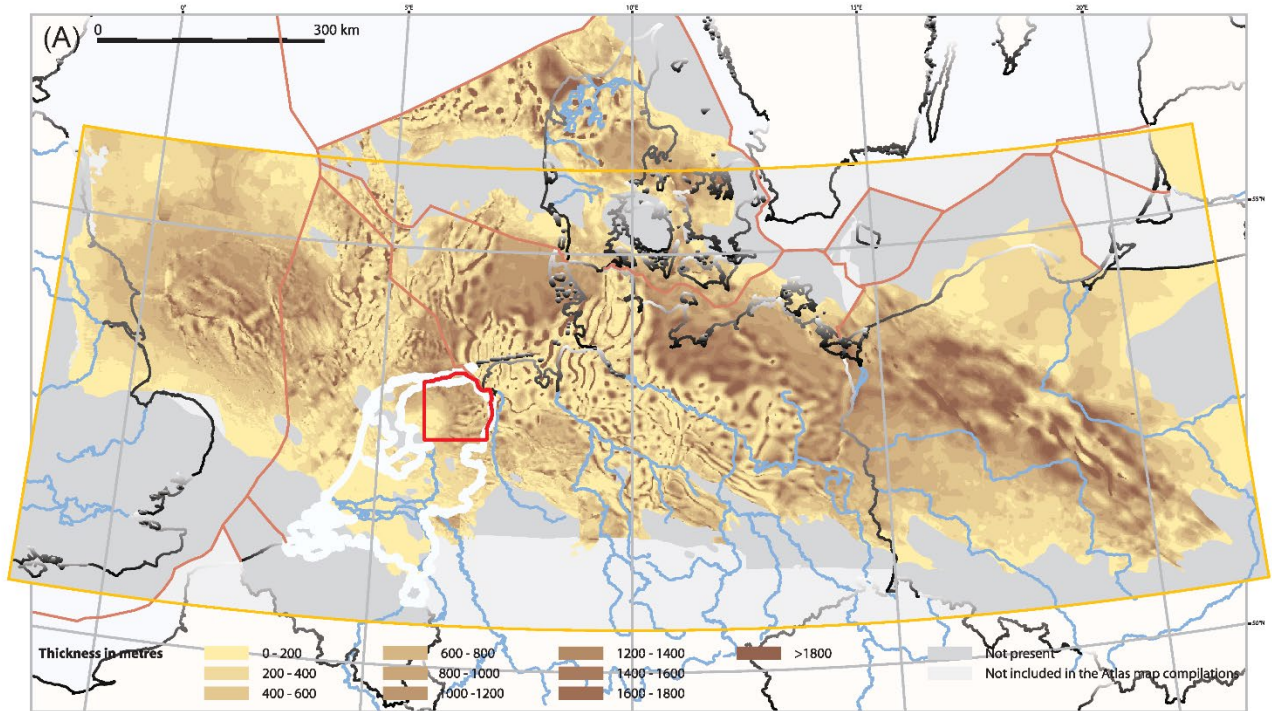 0° 5°E 10°E 15°E 20°E
(A) 0 300 km
55°N
50°N
Thickness in metres
0 - 200
200 - 400
400 - 600
600 - 800
800 - 1000
1000 -1200
1200 - 1400
1400 - 1600
1600 - 1800
>1800
Not present
Not included in the Atlas map compilations